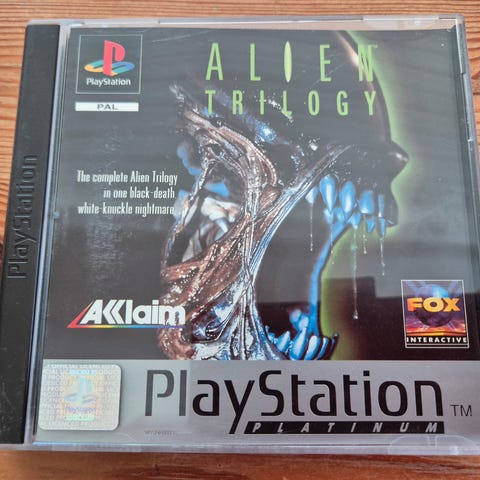 PlayStation
PAL
ALIEN
TRILOGY
The complete Alien Trilogy
in one black-death
white-knuckle nightmare.
PlayStation
AKKlaim
FOX
INTERACTIVE
PlayStation TM
PLATINUM